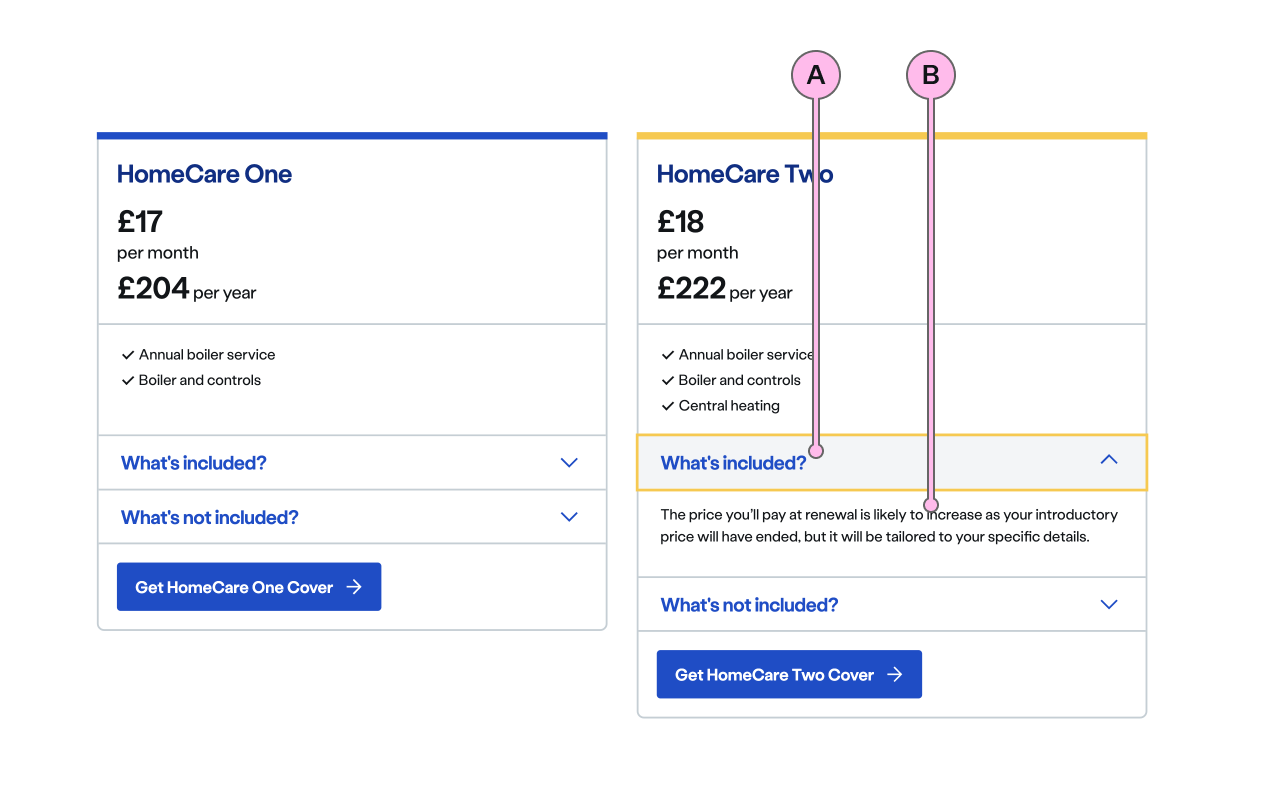 A
B
HomeCare One
£17
per month
£204 per year
Annual boiler service
Boiler and controls
What's included?
What's not included?
Get HomeCare One Cover
HomeCare Two
£18
per month
£222 per year
Annual boiler service
Boiler and controls
Central heating
What's included?
The price you'll pay at renewal is likely to increase as your introductory
price will have ended, but it will be tailored to your specific details.
What's not included?
Get HomeCare Two Cover